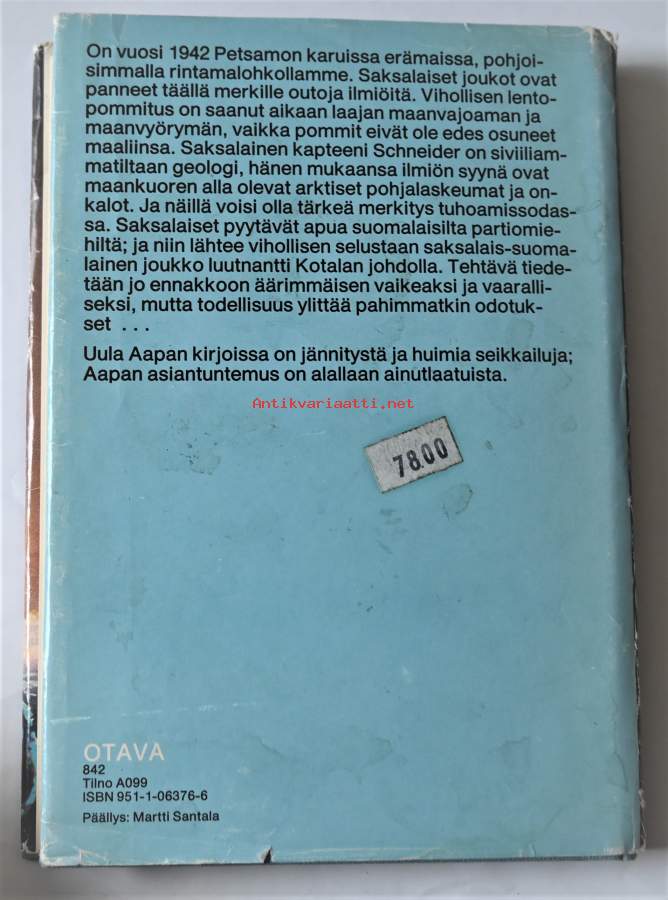 On vuosi 1942 Petsamon karuissa erämaissa, pohjoi-
simmalla rintamalohkollamme. Saksalaiset joukot ovat
panneet täällä merkille outoja ilmiöitä. Vihollisen lento-
pommitus on saanut aikaan laajan maanvajoaman ja
maanvyörymän, vaikka pommit eivät ole edes osuneet
maaliinsa. Saksalainen kapteeni Schneider on siviiliam-
matiltaan geologi, hänen mukaansa ilmiön syynä ovat
maankuoren alla olevat arktiset pohjalaskeumat ja on-
kalot. Ja näillä voisi olla tärkeä merkitys tuhoamissodas-
sa. Saksalaiset pyytävät apua suomalaisilta partiomie-
hiltä; ja niin lähtee vihollisen selustaan saksalais-suoma-
lainen joukko luutnantti Kotalan johdolla. Tehtävä tiede-
tään jo ennakkoon äärimmäisen vaikeaksi ja vaaralli-
seksi, mutta todellisuus ylittää pahimmatkin odotuk-
set ...
Uula Aapan kirjoissa on jännitystä ja huimia seikkailuja;
Aapan asiantuntemus on alallaan ainutlaatuista.
Antikvariaatti.net
78.00
OTAVA
842
Tilno A099
ISBN 951-1-06376-6
Päällys: Martti Santala